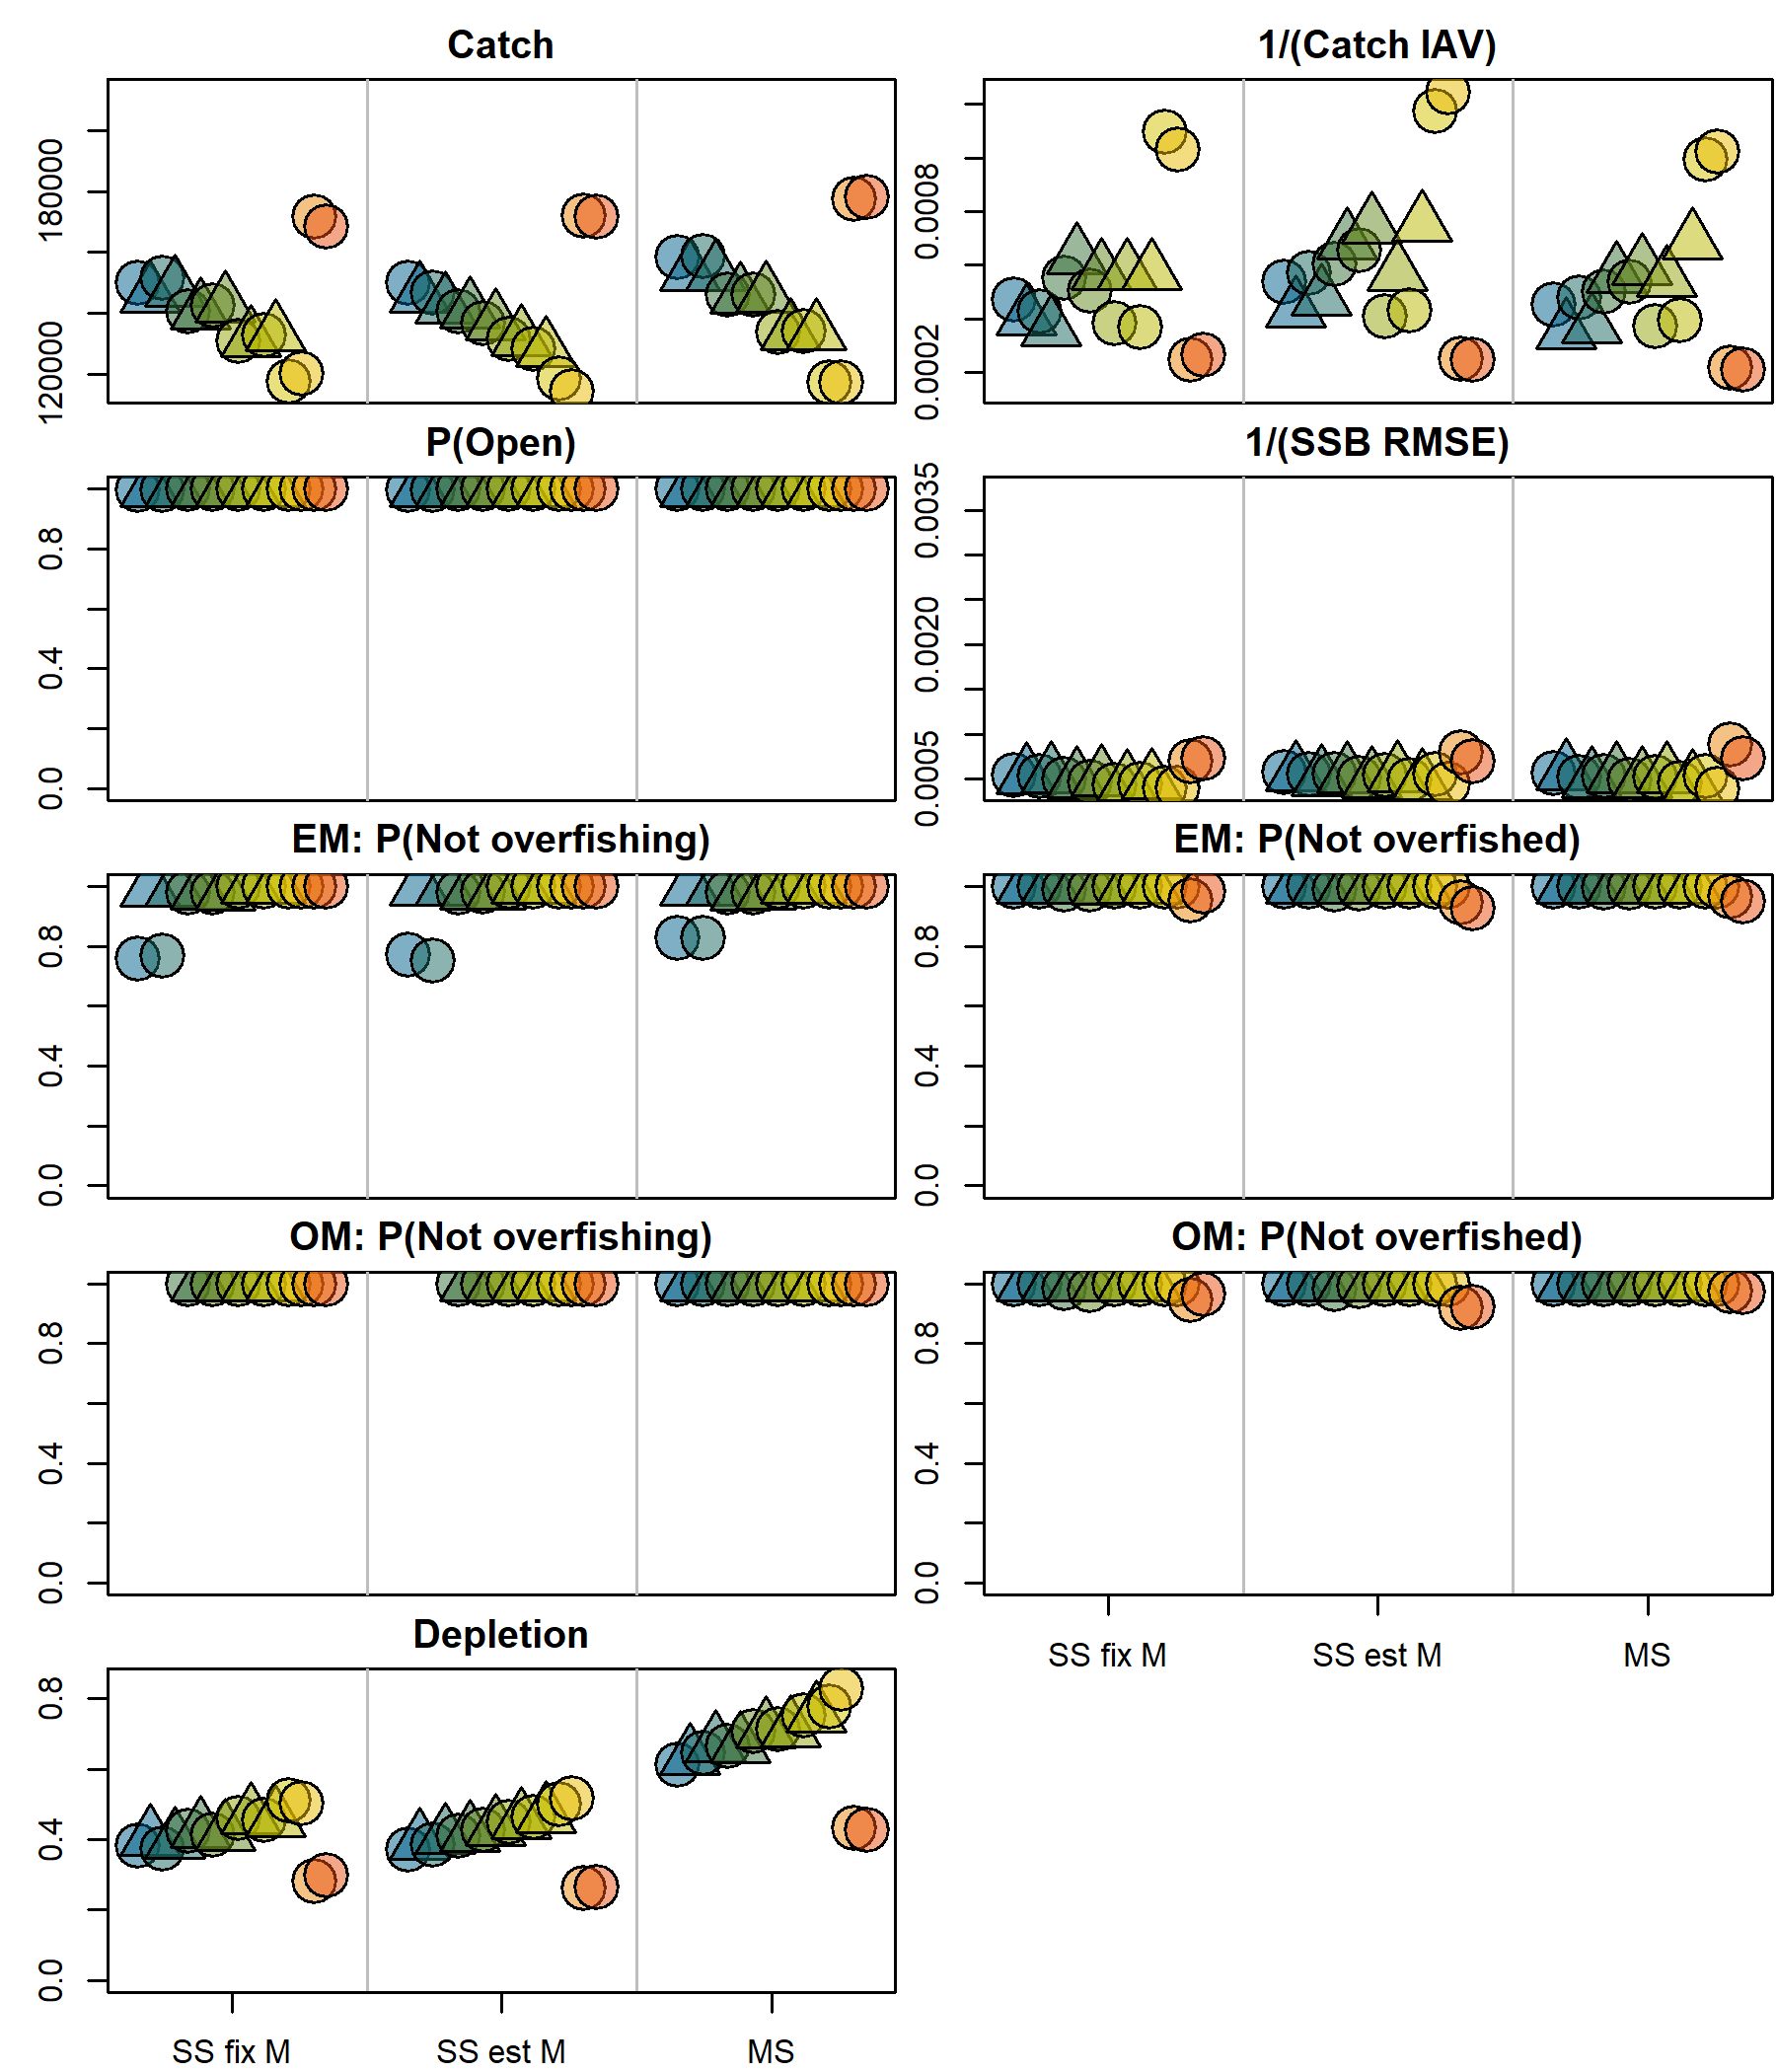 Catch
1/(Catch IAV)
120000 180000
0.0002 0.0008
P(Open)
1/(SSB RMSE)
0.0 0.4 0.8
0.0005 0.0020 0.0035
EM: P(Not overfishing)
EM: P(Not overfished)
0.0 0.4 0.8
0.0 0.4 0.8
OM: P(Not overfishing)
OM: P(Not overfished)
0.0 0.4 0.8
0.0 0.4 0.8
SS fix M SS est M MS
Depletion
0.0 0.4 0.8
SS fix M SS est M MS